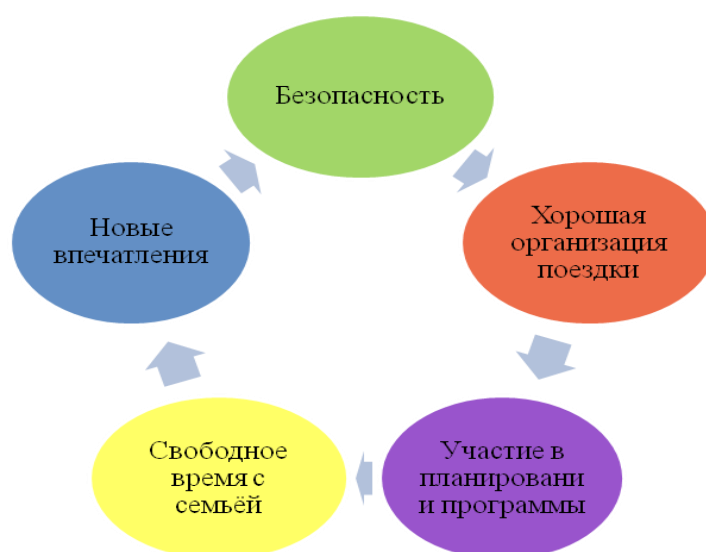 Безопасность
Хорошая
организация
поездки
Участие в
планировани
и программы
Свободное
время с
семьёй
Новые
впечатления